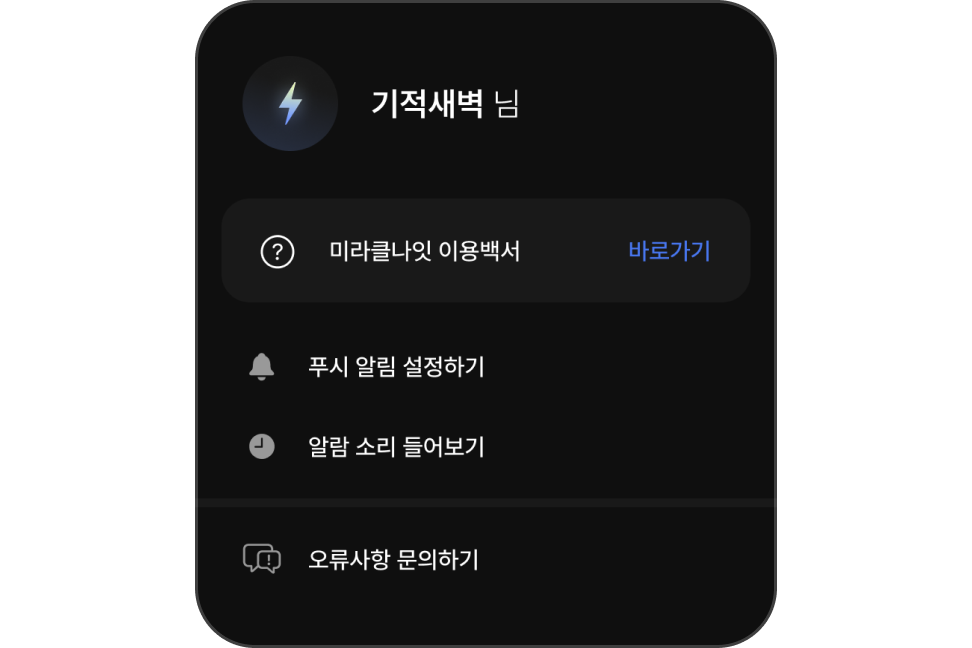 기적새벽 님
미라클나잇 이용백서 바로가기
푸시 알림 설정하기
알람 소리 들어보기
오류사항 문의하기